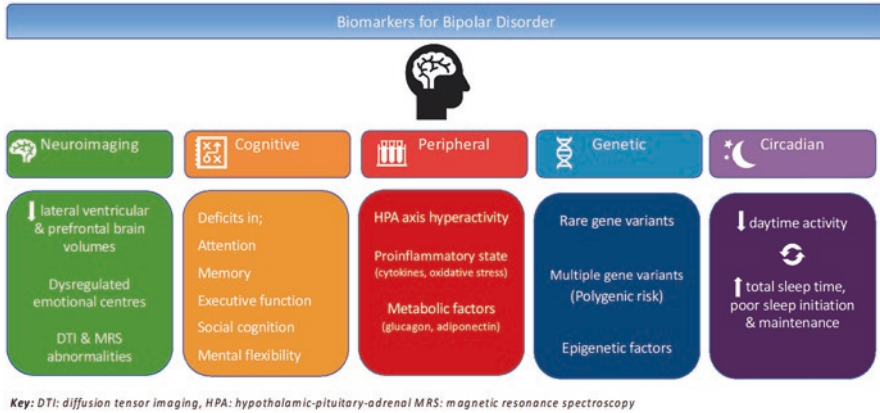 Biomarkers for Bipolar Disorder
Neuroimaging
Cognitive
Peripheral
Genetic
Circadian
lateral ventricular
& prefrontal brain
volumes
Dysregulated
emotional centres
DTI & MRS
abnormalities
Deficits in;
Attention
Memory
Executive function
Social cognition
Mental flexibility
HPA axis hyperactivity
Proinflammatory state
(cytokines, oxidative stress)
Metabolic factors
(glucagon, adiponectin)
Rare gene variants
Multiple gene variants
(Polygenic risk)
Epigenetic factors
daytime activity
total sleep time,
poor sleep initiation
& maintenance
Key: DTI: diffusion tensor imaging, HPA: hypothalamic-pituitary-adrenal MRS: magnetic resonance spectroscopy